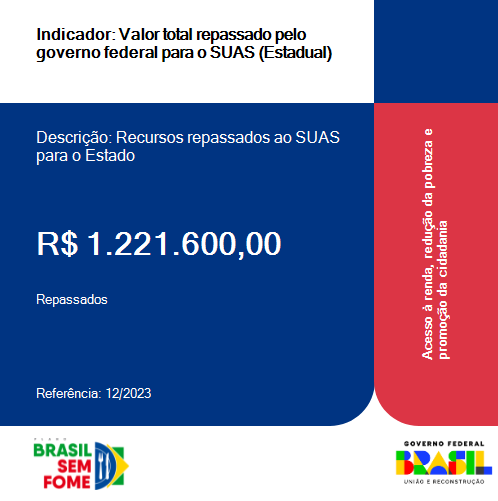 Indicador: Valor total repassado pelo
governo federal para o SUAS (Estadual)
Descrição: Recursos repassados ao SUAS
para o Estado
R$ 1.221.600,00
Repassados
Referência: 12/2023
Acesso à renda, redução da pobreza e
promoção da cidadania
PLANO
BRASIL
SEM
FOME
GOVERNO FEDERAL
BRASIL
UNIÃO E RECONSTRUÇÃO